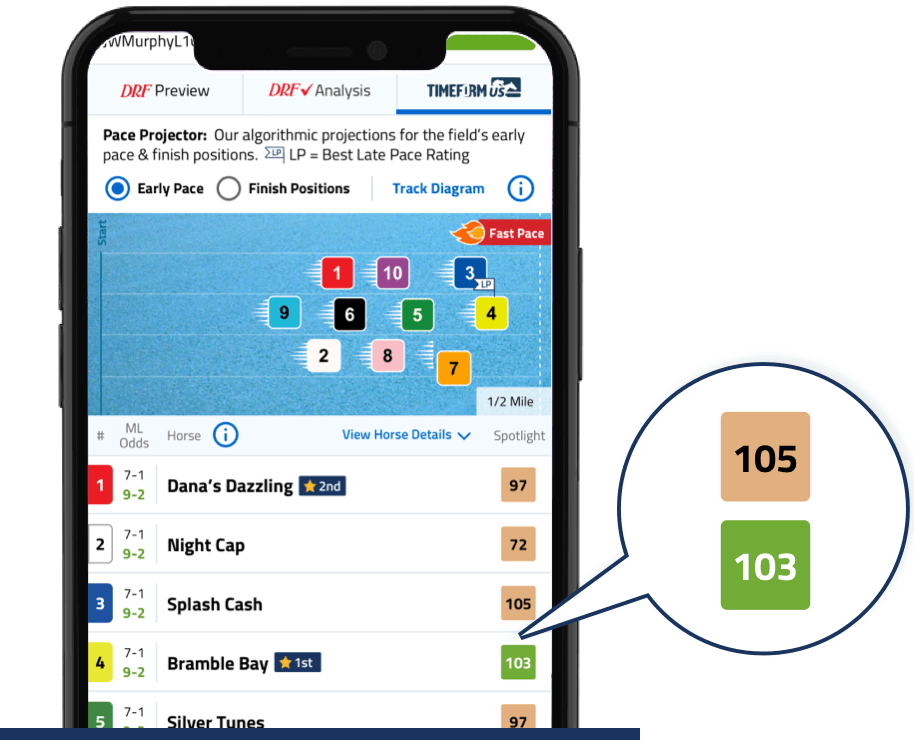 DRF Preview
DRF Analysis
TIMEFORM US
Pace Projector: Our algorithmic projections for the field's early
pace & finish positions. LP LP = Best Late Pace Rating
Early Pace
Finish Positions
Track Diagram
i
Start
Fast Pace
1
10
3
LP
9
6
5
4
2
8
7
1/2 Mile
#
ML
Odds
Horse
i
View Horse Details
Spotlight
1
7-1
9-2
Dana's Dazzling
2nd
97
2
7-1
9-2
Night Cap
72
3
7-1
9-2
Splash Cash
105
4
7-1
9-2
Bramble Bay
1st
103
5
7-1
Silver Tunes
97
105
103